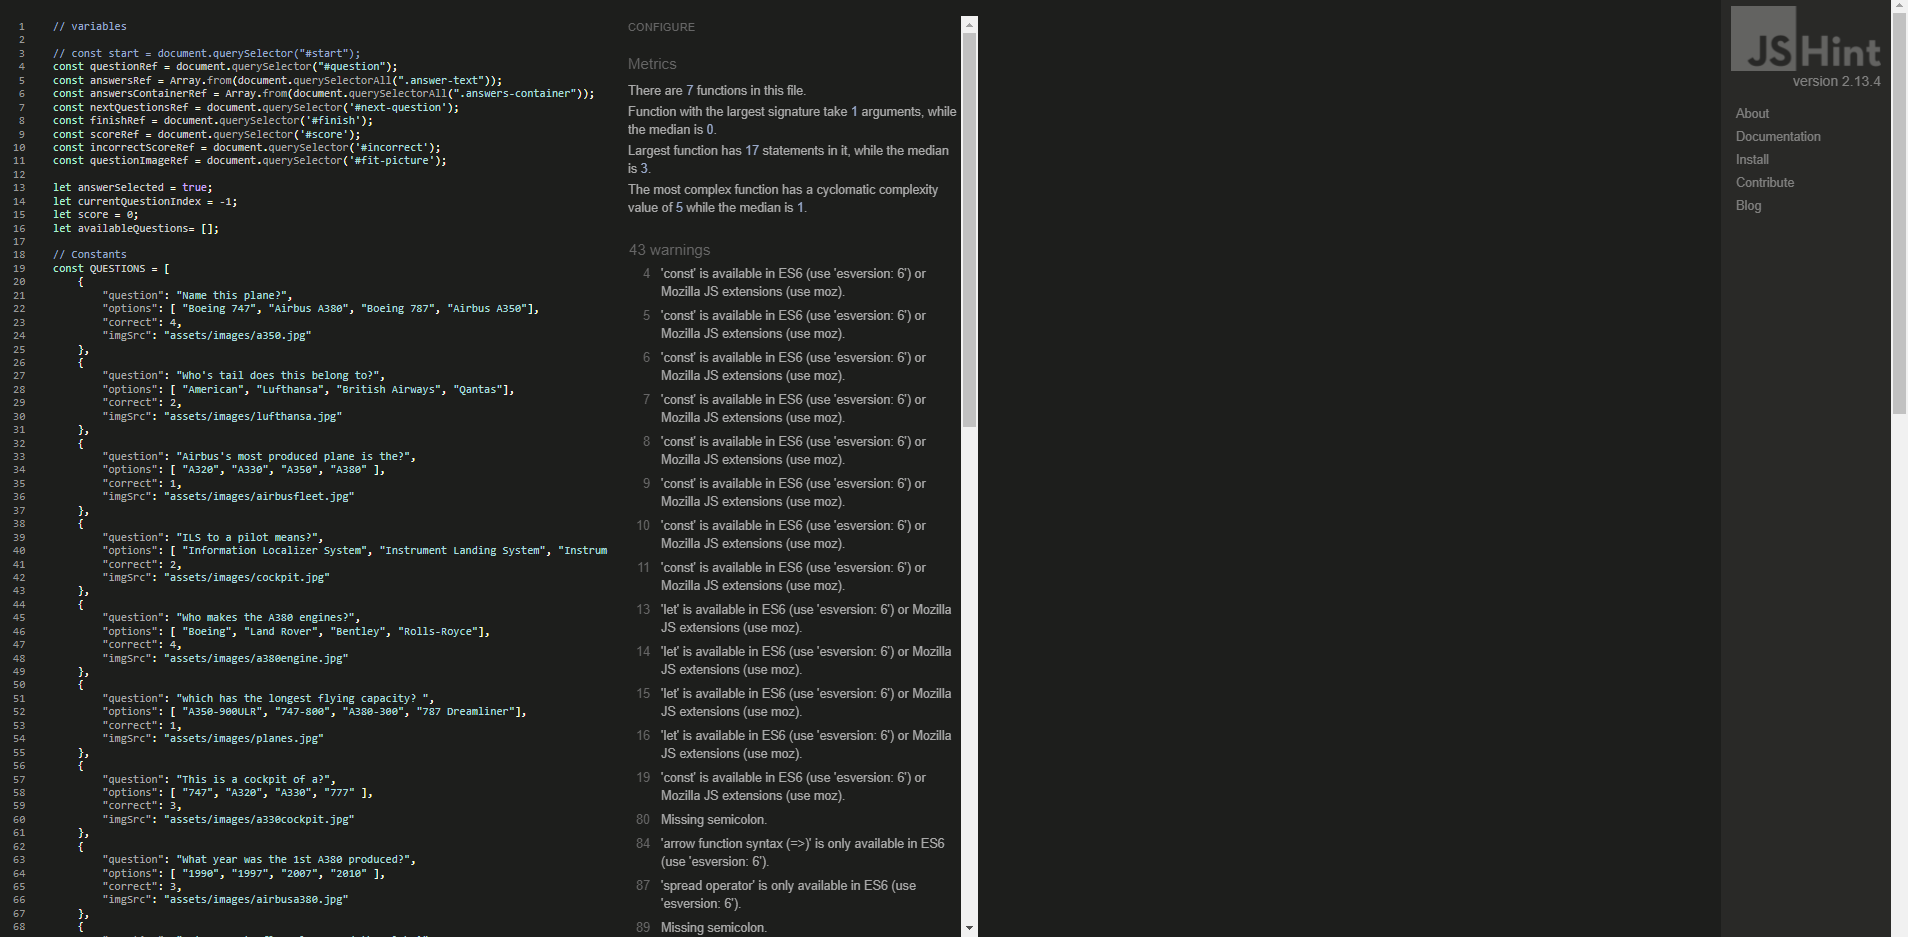 1 // variables
2
3 // const start = document.querySelector("#start");
4 const questionRef = document.querySelector("#question");
5 const answersRef = Array.from(document.querySelectorAll(".answer-text"));
6 const answersContainerRef = Array.from(document.querySelectorAll(".answers-container"));
7 const nextQuestionsRef = document.querySelector('#next-question');
8 const finishRef = document.querySelector('#finish');
9 const scoreRef = document.querySelector('#score');
10 const incorrectScoreRef = document.querySelector('#incorrect');
11 const questionImageRef = document.querySelector('#fit-picture');
12
13 let answerSelected = true;
14 let currentQuestionIndex = -1;
15 let score = 0;
16 let availableQuestions= [];
17
18 // Constants
19 const QUESTIONS = [
20 {
21 "question": "Name this plane?",
22 "options": [ "Boeing 747", "Airbus A380", "Boeing 787", "Airbus A350"],
23 "correct": 4,
24 "imgSrc": "assets/images/a350.jpg"
25 },
26 {
27 "question": "Who's tail does this belong to?",
28 "options": [ "American", "Lufthansa", "British Airways", "Qantas"],
29 "correct": 2,
30 "imgSrc": "assets/images/lufthansa.jpg"
31 },
32 {
33 "question": "Airbus's most produced plane is the?",
34 "options": [ "A320", "A330", "A350", "A380" ],
35 "correct": 1,
36 "imgSrc": "assets/images/airbusfleet.jpg"
37 },
38 {
39 "question": "ILS to a pilot means?",
40 "options": [ "Information Localizer System", "Instrument Landing System", "Instrum
41 "correct": 2,
42 "imgSrc": "assets/images/cockpit.jpg"
43 },
44 {
45 "question": "Who makes the A380 engines?",
46 "options": [ "Boeing", "Land Rover", "Bentley", "Rolls-Royce"],
47 "correct": 4,
48 "imgSrc": "assets/images/a380engine.jpg"
49 },
50 {
51 "question": "which has the longest flying capacity? ",
52 "options": [ "A350-900ULR", "747-800", "A380-300", "787 Dreamliner"],
53 "correct": 1,
54 "imgSrc": "assets/images/planes.jpg"
55 },
56 {
57 "question": "This is a cockpit of a?",
58 "options": [ "747", "A320", "A330", "777" ],
59 "correct": 3,
60 "imgSrc": "assets/images/a330cockpit.jpg"
61 },
62 {
63 "question": "What year was the 1st A380 produced?",
64 "options": [ "1990", "1997", "2007", "2010" ],
65 "correct": 3,
66 "imgSrc": "assets/images/airbusa380.jpg"
67 },
68 {
CONFIGURE
Metrics
There are 7 functions in this file.
Function with the largest signature take 1 arguments, while
the median is 0.
Largest function has 17 statements in it, while the median
is 3.
The most complex function has a cyclomatic complexity
value of 5 while the median is 1.
43 warnings
4 'const' is available in ES6 (use 'esversion: 6') or
Mozilla JS extensions (use moz).
5 'const' is available in ES6 (use 'esversion: 6') or
Mozilla JS extensions (use moz).
6 'const' is available in ES6 (use 'esversion: 6') or
Mozilla JS extensions (use moz).
7 'const' is available in ES6 (use 'esversion: 6') or
Mozilla JS extensions (use moz).
8 'const' is available in ES6 (use 'esversion: 6') or
Mozilla JS extensions (use moz).
9 'const' is available in ES6 (use 'esversion: 6') or
Mozilla JS extensions (use moz).
10 'const' is available in ES6 (use 'esversion: 6') or
Mozilla JS extensions (use moz).
11 'const' is available in ES6 (use 'esversion: 6') or
Mozilla JS extensions (use moz).
13 'let' is available in ES6 (use 'esversion: 6') or Mozilla
JS extensions (use moz).
14 'let' is available in ES6 (use 'esversion: 6') or Mozilla
JS extensions (use moz).
15 'let' is available in ES6 (use 'esversion: 6') or Mozilla
JS extensions (use moz).
16 'let' is available in ES6 (use 'esversion: 6') or Mozilla
JS extensions (use moz).
19 'const' is available in ES6 (use 'esversion: 6') or
Mozilla JS extensions (use moz).
80 Missing semicolon.
84 'arrow function syntax (=>)' is only available in ES6
(use 'esversion: 6').
87 'spread operator' is only available in ES6 (use
'esversion: 6').
89 Missing semicolon.
JSHint
version 2.13.4
About
Documentation
Install
Contribute
Blog